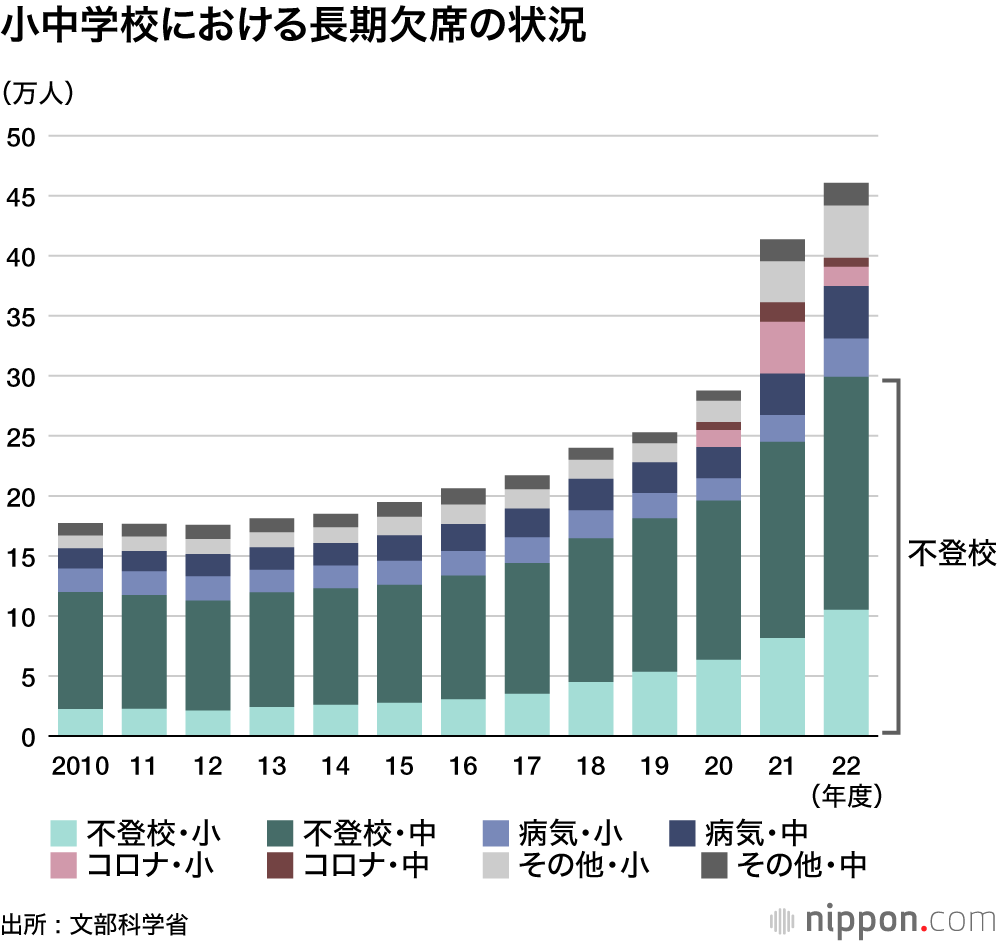 小中学校における長期欠席の状況
（万人）
50
45
40
35
30
25
20
15
10
5
0
不登校
2010 11 12 13 14 15 16 17 18 19 20 21 22
（年度）
不登校・小 不登校・中 病気・小 病気・中
コロナ・小 コロナ・中 その他・小 その他・中
出所：文部科学省
nippon.com